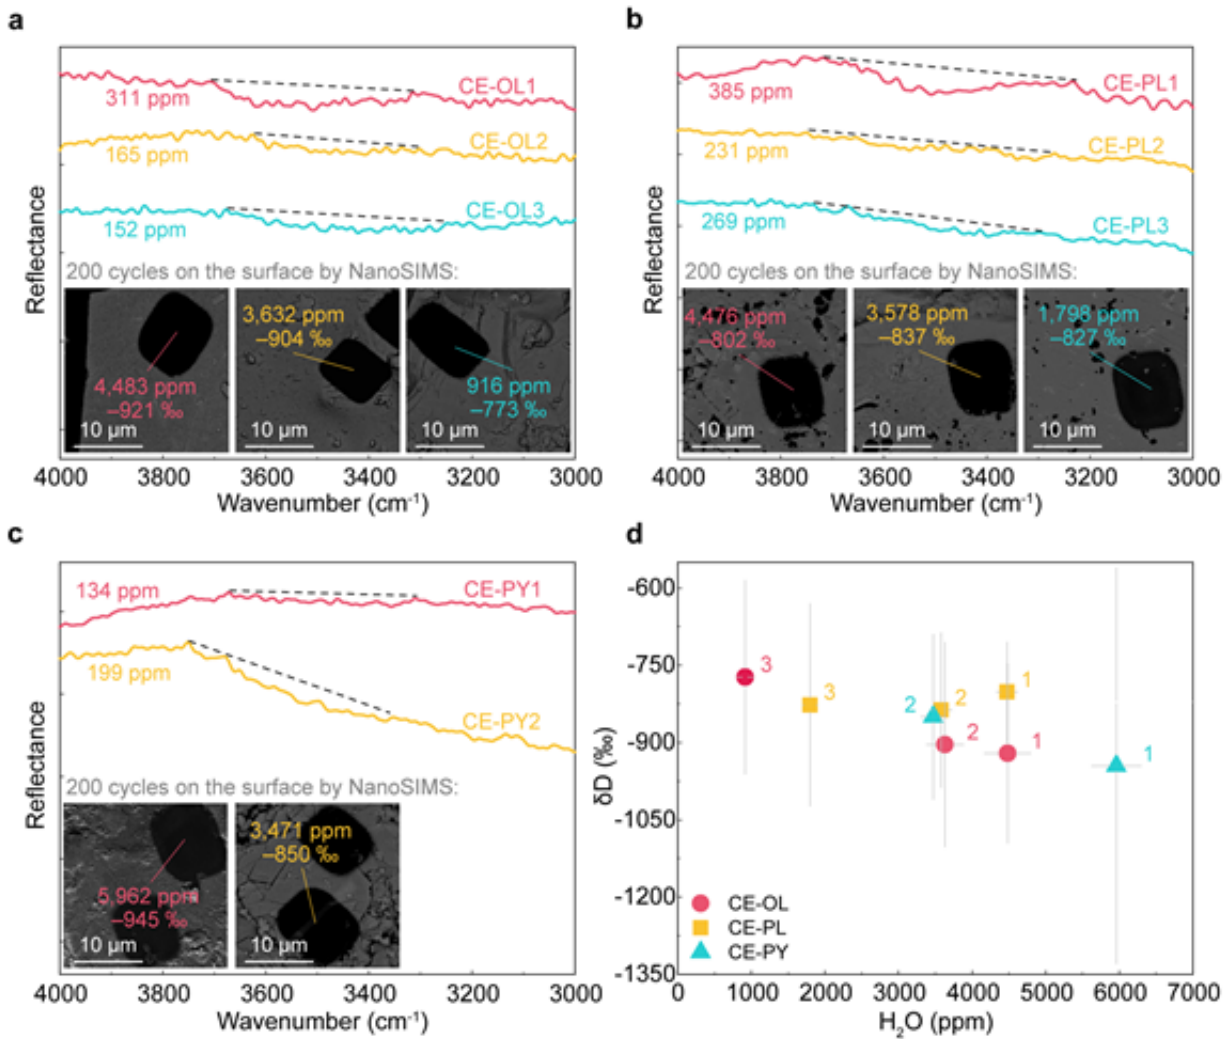 a
311 ppm
CE-OL1
165 ppm
CE-OL2
152 ppm
CE-OL3
200 cycles on the surface by NanoSIMS:
4,483 ppm
–921 ‰
10 μm
3,632 ppm
–904 ‰
10 μm
916 ppm
–773 ‰
10 μm
Reflectance
4000 3800 3600 3400 3200 3000
Wavenumber (cm-1)
b
385 ppm
CE-PL1
231 ppm
CE-PL2
269 ppm
CE-PL3
200 cycles on the surface by NanoSIMS:
4,476 ppm
–802 ‰
10 μm
3,578 ppm
–837 ‰
10 μm
1,798 ppm
–827 ‰
10 μm
Reflectance
4000 3800 3600 3400 3200 3000
Wavenumber (cm-1)
c
134 ppm
CE-PY1
199 ppm
CE-PY2
200 cycles on the surface by NanoSIMS:
5,962 ppm
–945 ‰
10 μm
3,471 ppm
–850 ‰
10 μm
Reflectance
4000 3800 3600 3400 3200 3000
Wavenumber (cm-1)
d
-600
-750
-900
-1050
-1200
-1350
δD (‰)
3
3
2
2
2
1
1
1
CE-OL
CE-PL
CE-PY
0 1000 2000 3000 4000 5000 6000 7000
H2O (ppm)